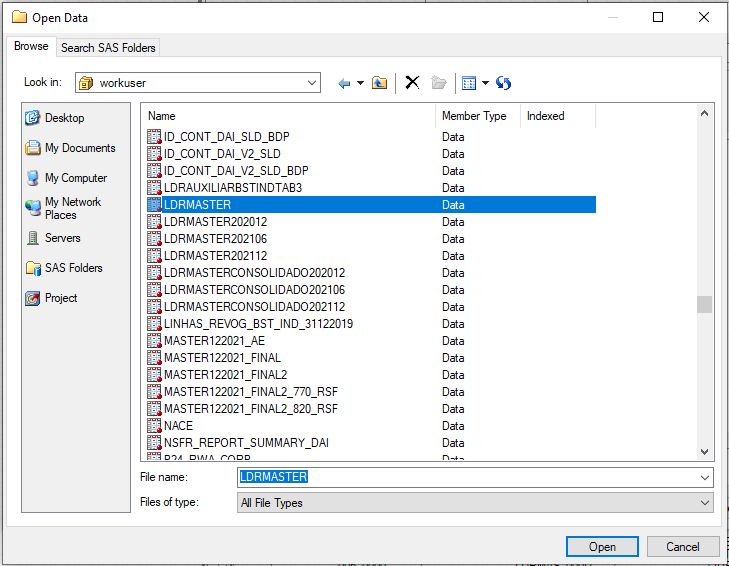 Open Data
Browse
Search SAS Folders
Look in:
workuser
Desktop
My Documents
My Computer
My Network
Places
Servers
SAS Folders
Project
Name Member Type Indexed
ID_CONT_DAI_SLD_BDP Data
ID_CONT_DAI_V2_SLD Data
ID_CONT_DAI_V2_SLD_BDP Data
LDRAUXILIARBSTINDTAB3 Data
LDRMASTER Data
LDRMASTER202012 Data
LDRMASTER202106 Data
LDRMASTER202112 Data
LDRMASTERCONSOLIDADO202012 Data
LDRMASTERCONSOLIDADO202106 Data
LDRMASTERCONSOLIDADO202112 Data
LINHAS_REVOG_BST_IND_31122019 Data
MASTER122021_AE Data
MASTER122021_FINAL Data
MASTER122021_FINAL2 Data
MASTER122021_FINAL2_770_RSF Data
MASTER122021_FINAL2_820_RSF Data
NACE Data
NSFR_REPORT_SUMMARY_DAI Data
Data
File name: LDRMASTER
Files of type: All File Types
Open
Cancel